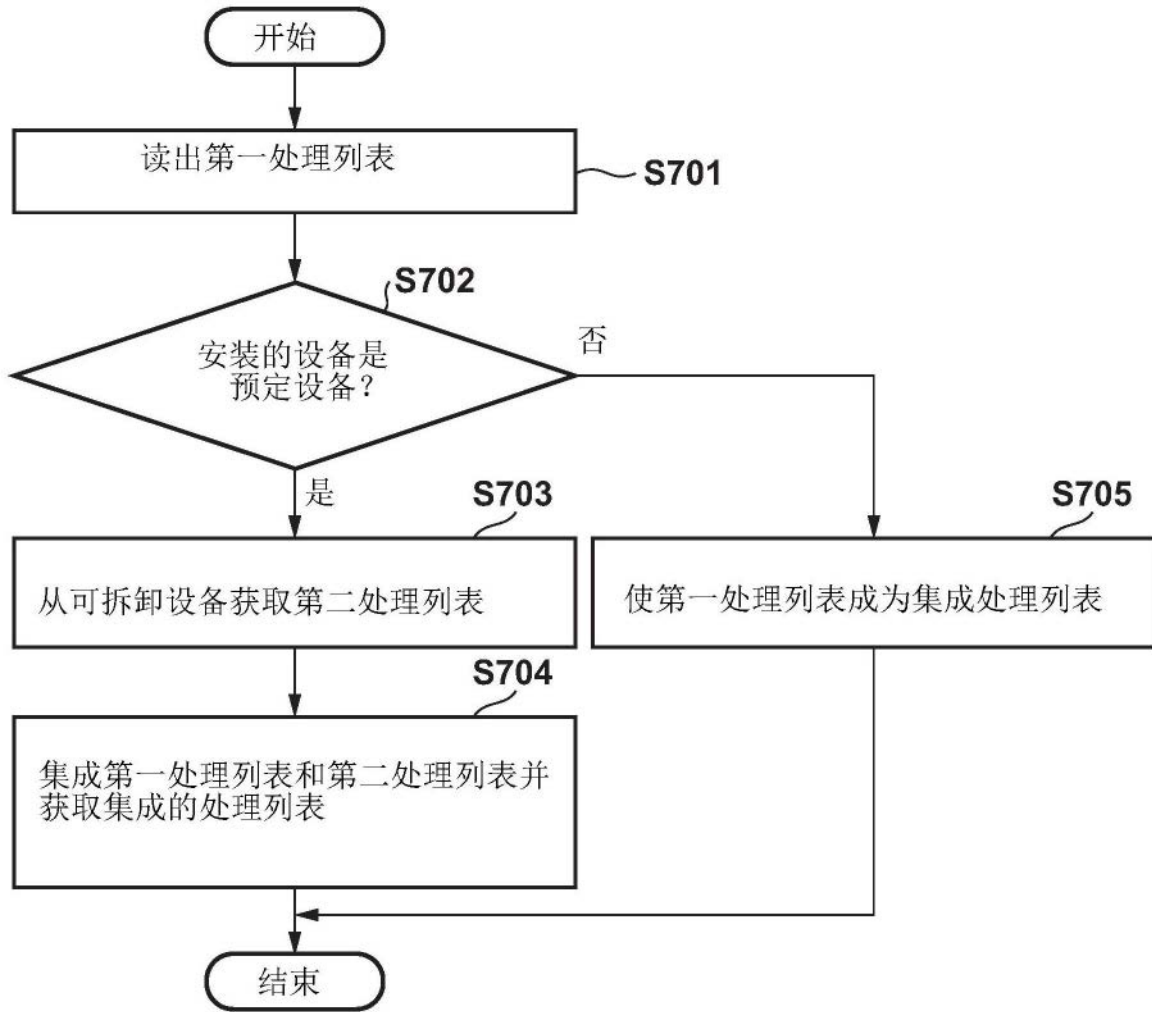 开始
读出第一处理列表
S701
S702
安装的设备是
预定设备?
否
是
S703
从可拆卸设备获取第二处理列表
S705
使第一处理列表成为集成处理列表
S704
集成第一处理列表和第二处理列表并
获取集成的处理列表
结束